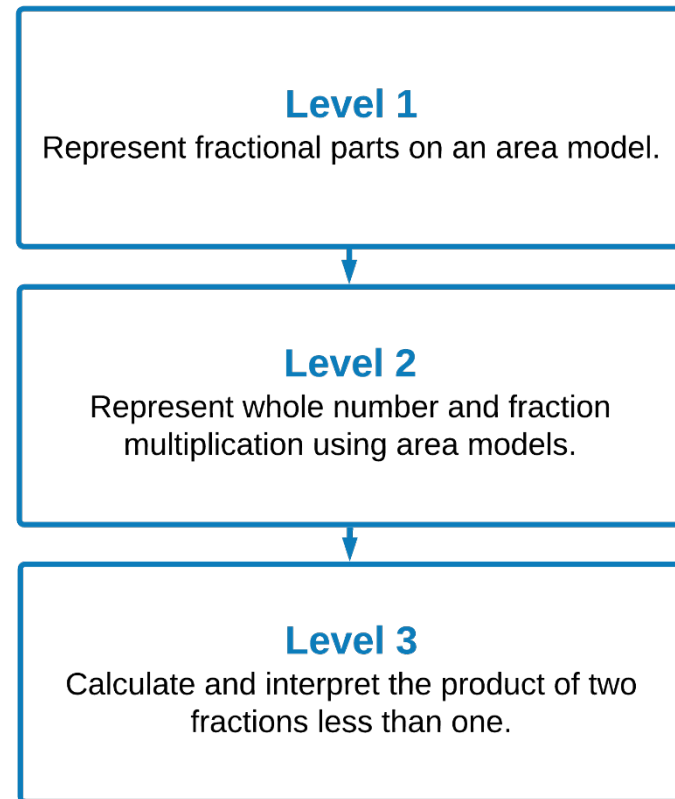 Level 1
Represent fractional parts on an area model.
Level 2
Represent whole number and fraction
multiplication using area models.
Level 3
Calculate and interpret the product of two
fractions less than one.